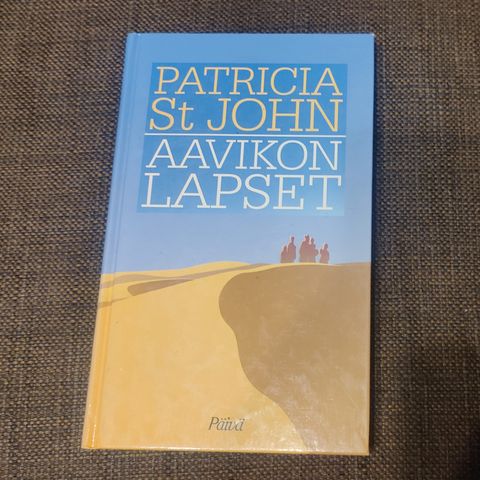 PATRICIA
St JOHN
AAVIKON
LAPSET
Päivä